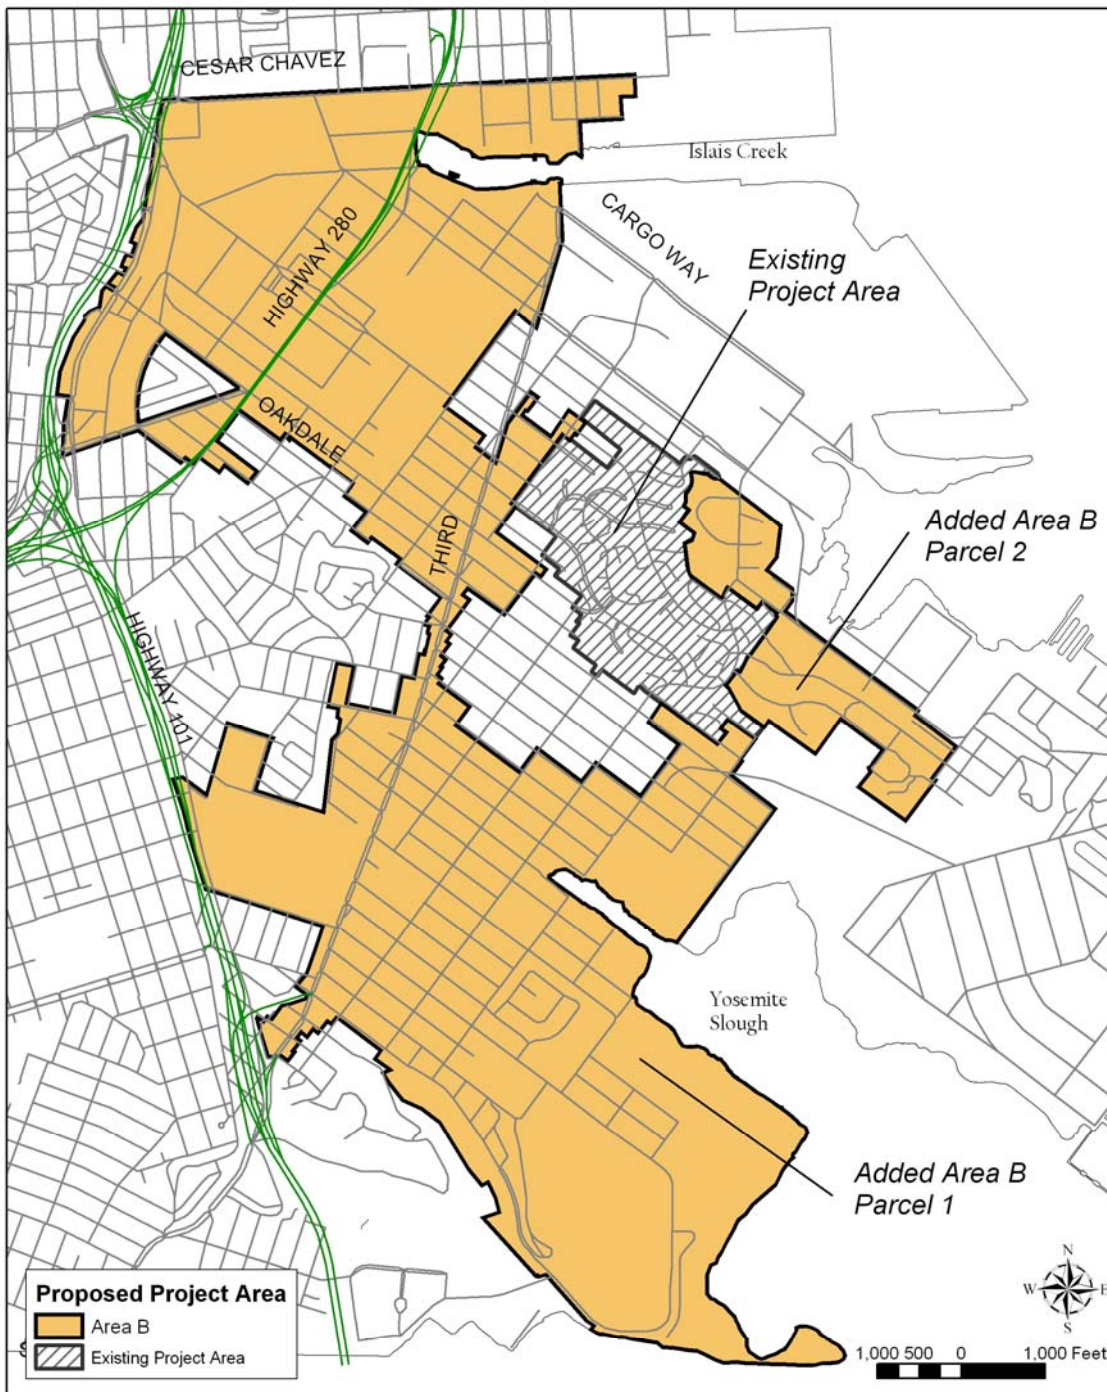 CESAR CHAVEZ
Islais Creek
CARGO WAY
HIGHWAY 280
Existing
Project Area
OAKDALE
THIRD
Added Area B
Parcel 2
HIGHWAY 101
Yosemite
Slough
Added Area B
Parcel 1
N
W E
S
Proposed Project Area
Area B
Existing Project Area
1,000 500 0 1,000 Feet